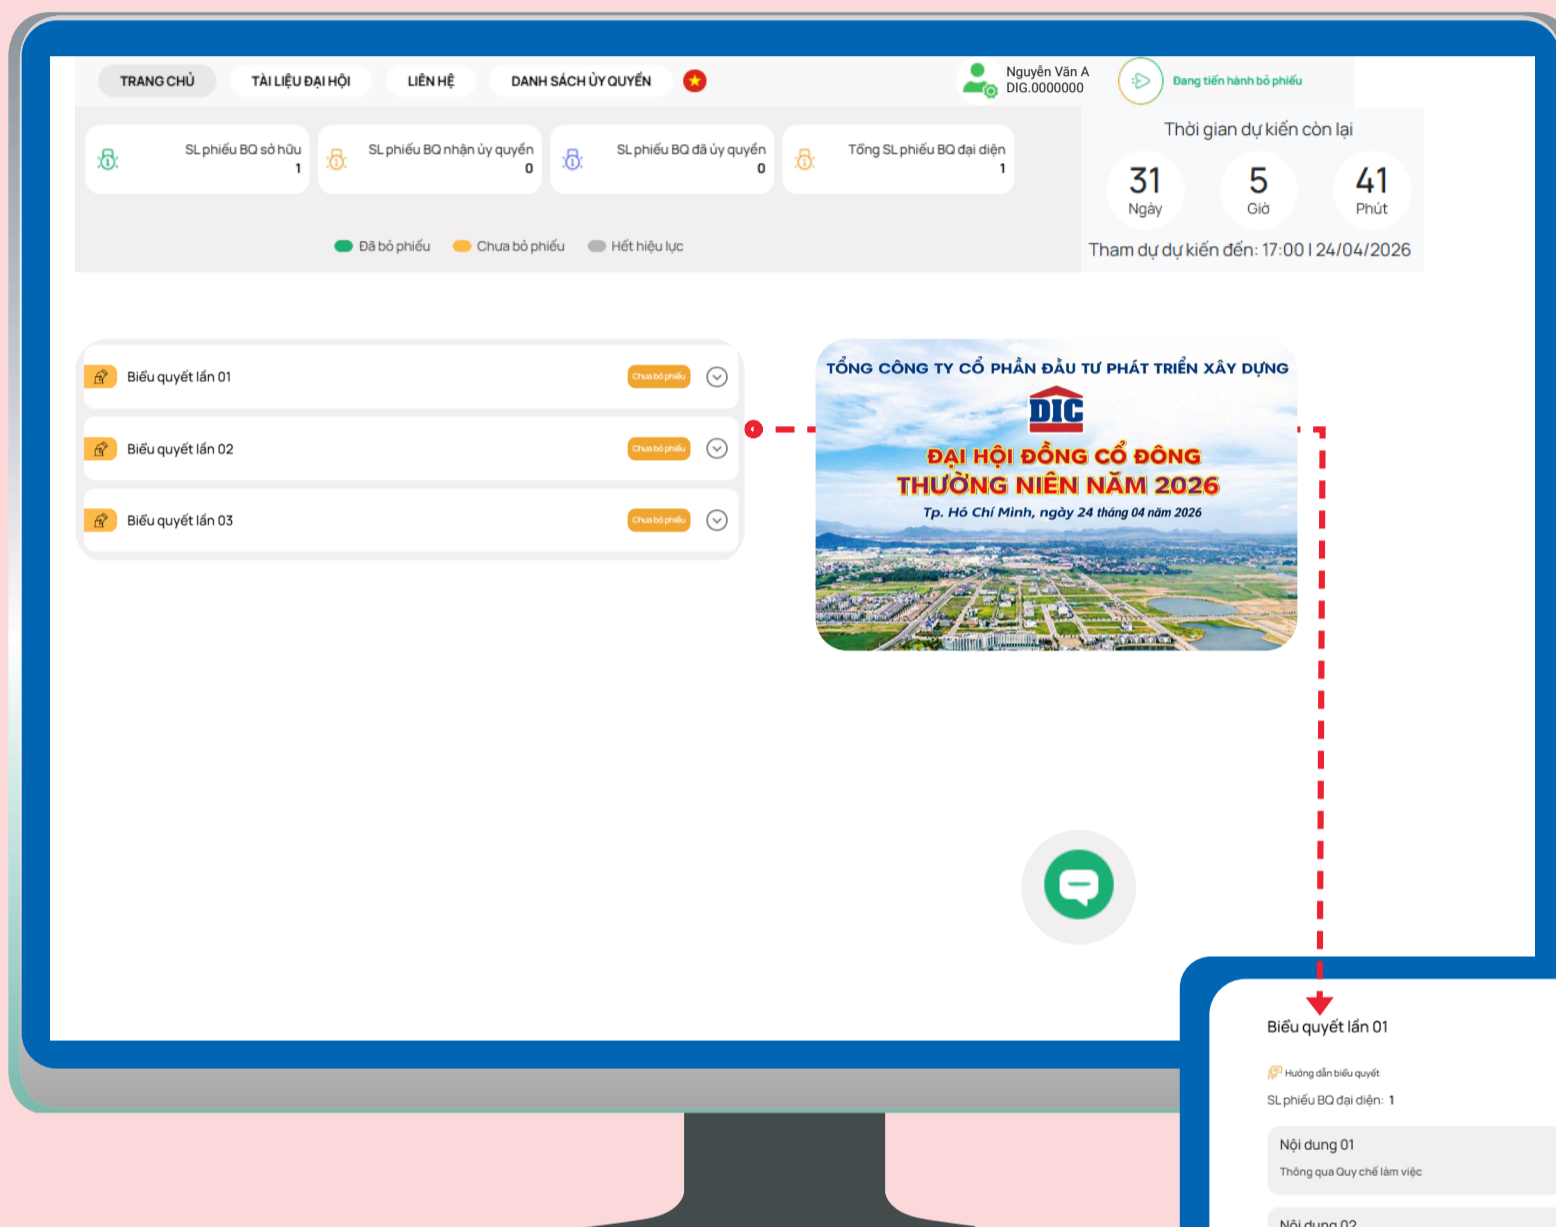 TRANG CHỦ
TÀI LIỆU ĐẠI HỘI
LIÊN HỆ
DANH SÁCH ỦY QUYỀN
Nguyễn Văn A
DIG.0000000
Đang tiến hành bỏ phiếu
SL phiếu BQ sở hữu
1
SL phiếu BQ nhận ủy quyền
0
SL phiếu BQ đã ủy quyền
0
Tổng SL phiếu BQ đại diện
1
Thời gian dự kiến còn lại
31
Ngày
5
Giờ
41
Phút
Tham dự dự kiến đến: 17:00 | 24/04/2026
Đã bỏ phiếu
Chưa bỏ phiếu
Hết hiệu lực
Biểu quyết lần 01
Chưa bỏ phiếu
Biểu quyết lần 02
Chưa bỏ phiếu
Biểu quyết lần 03
Chưa bỏ phiếu
TỔNG CÔNG TY CỔ PHẦN ĐẦU TƯ PHÁT TRIỂN XÂY DỰNG
DIC
ĐẠI HỘI ĐỒNG CỔ ĐÔNG
THƯỜNG NIÊN NĂM 2026
Tp. Hồ Chí Minh, ngày 24 tháng 04 năm 2026
Biểu quyết lần 01
Hướng dẫn biểu quyết
SL phiếu BQ đại diện: 1
Nội dung 01
Thông qua Quy chế làm việc
Nội dung 02